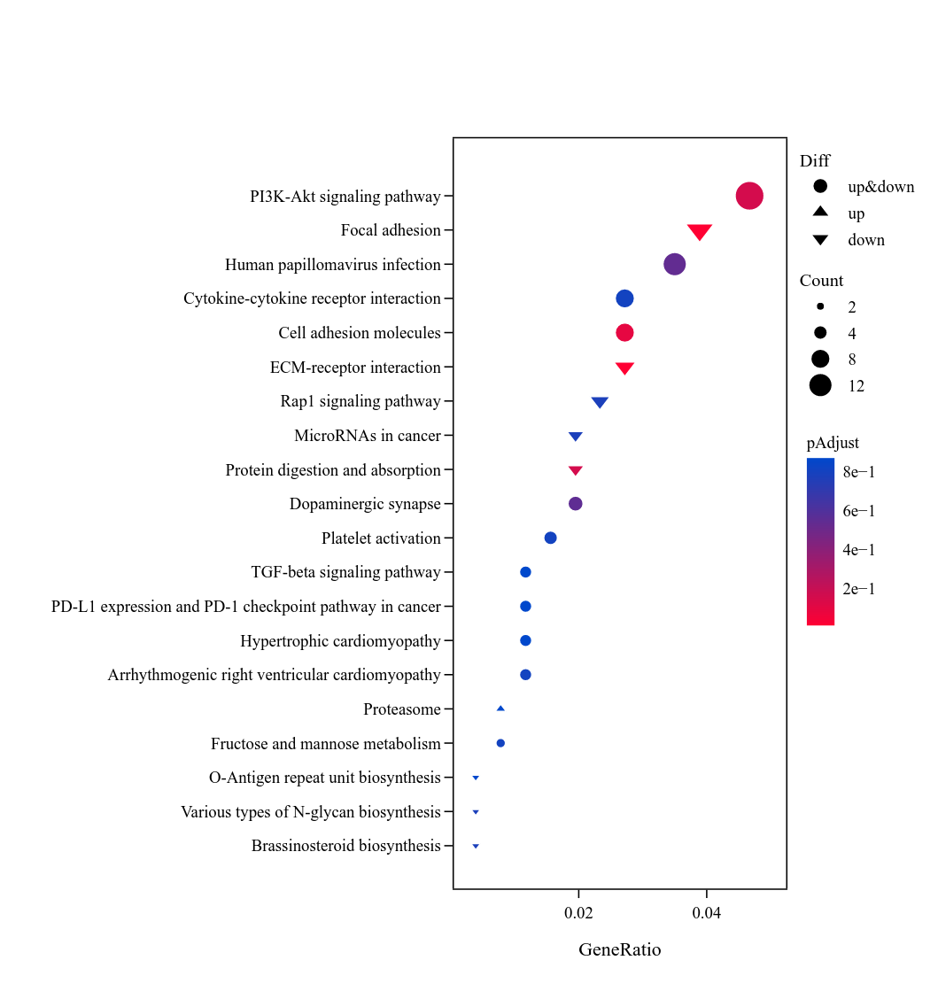 PI3K-Akt signaling pathway
Focal adhesion
Human papillomavirus infection
Cytokine-cytokine receptor interaction
Cell adhesion molecules
ECM-receptor interaction
Rap1 signaling pathway
MicroRNAs in cancer
Protein digestion and absorption
Dopaminergic synapse
Platelet activation
TGF-beta signaling pathway
PD-L1 expression and PD-1 checkpoint pathway in cancer
Hypertrophic cardiomyopathy
Arrhythmogenic right ventricular cardiomyopathy
Proteasome
Fructose and mannose metabolism
O-Antigen repeat unit biosynthesis
Various types of N-glycan biosynthesis
Brassinosteroid biosynthesis
0.02 0.04
GeneRatio
Diff
up&down
up
down
Count
2
4
8
12
pAdjust
8e−1
6e−1
4e−1
2e−1